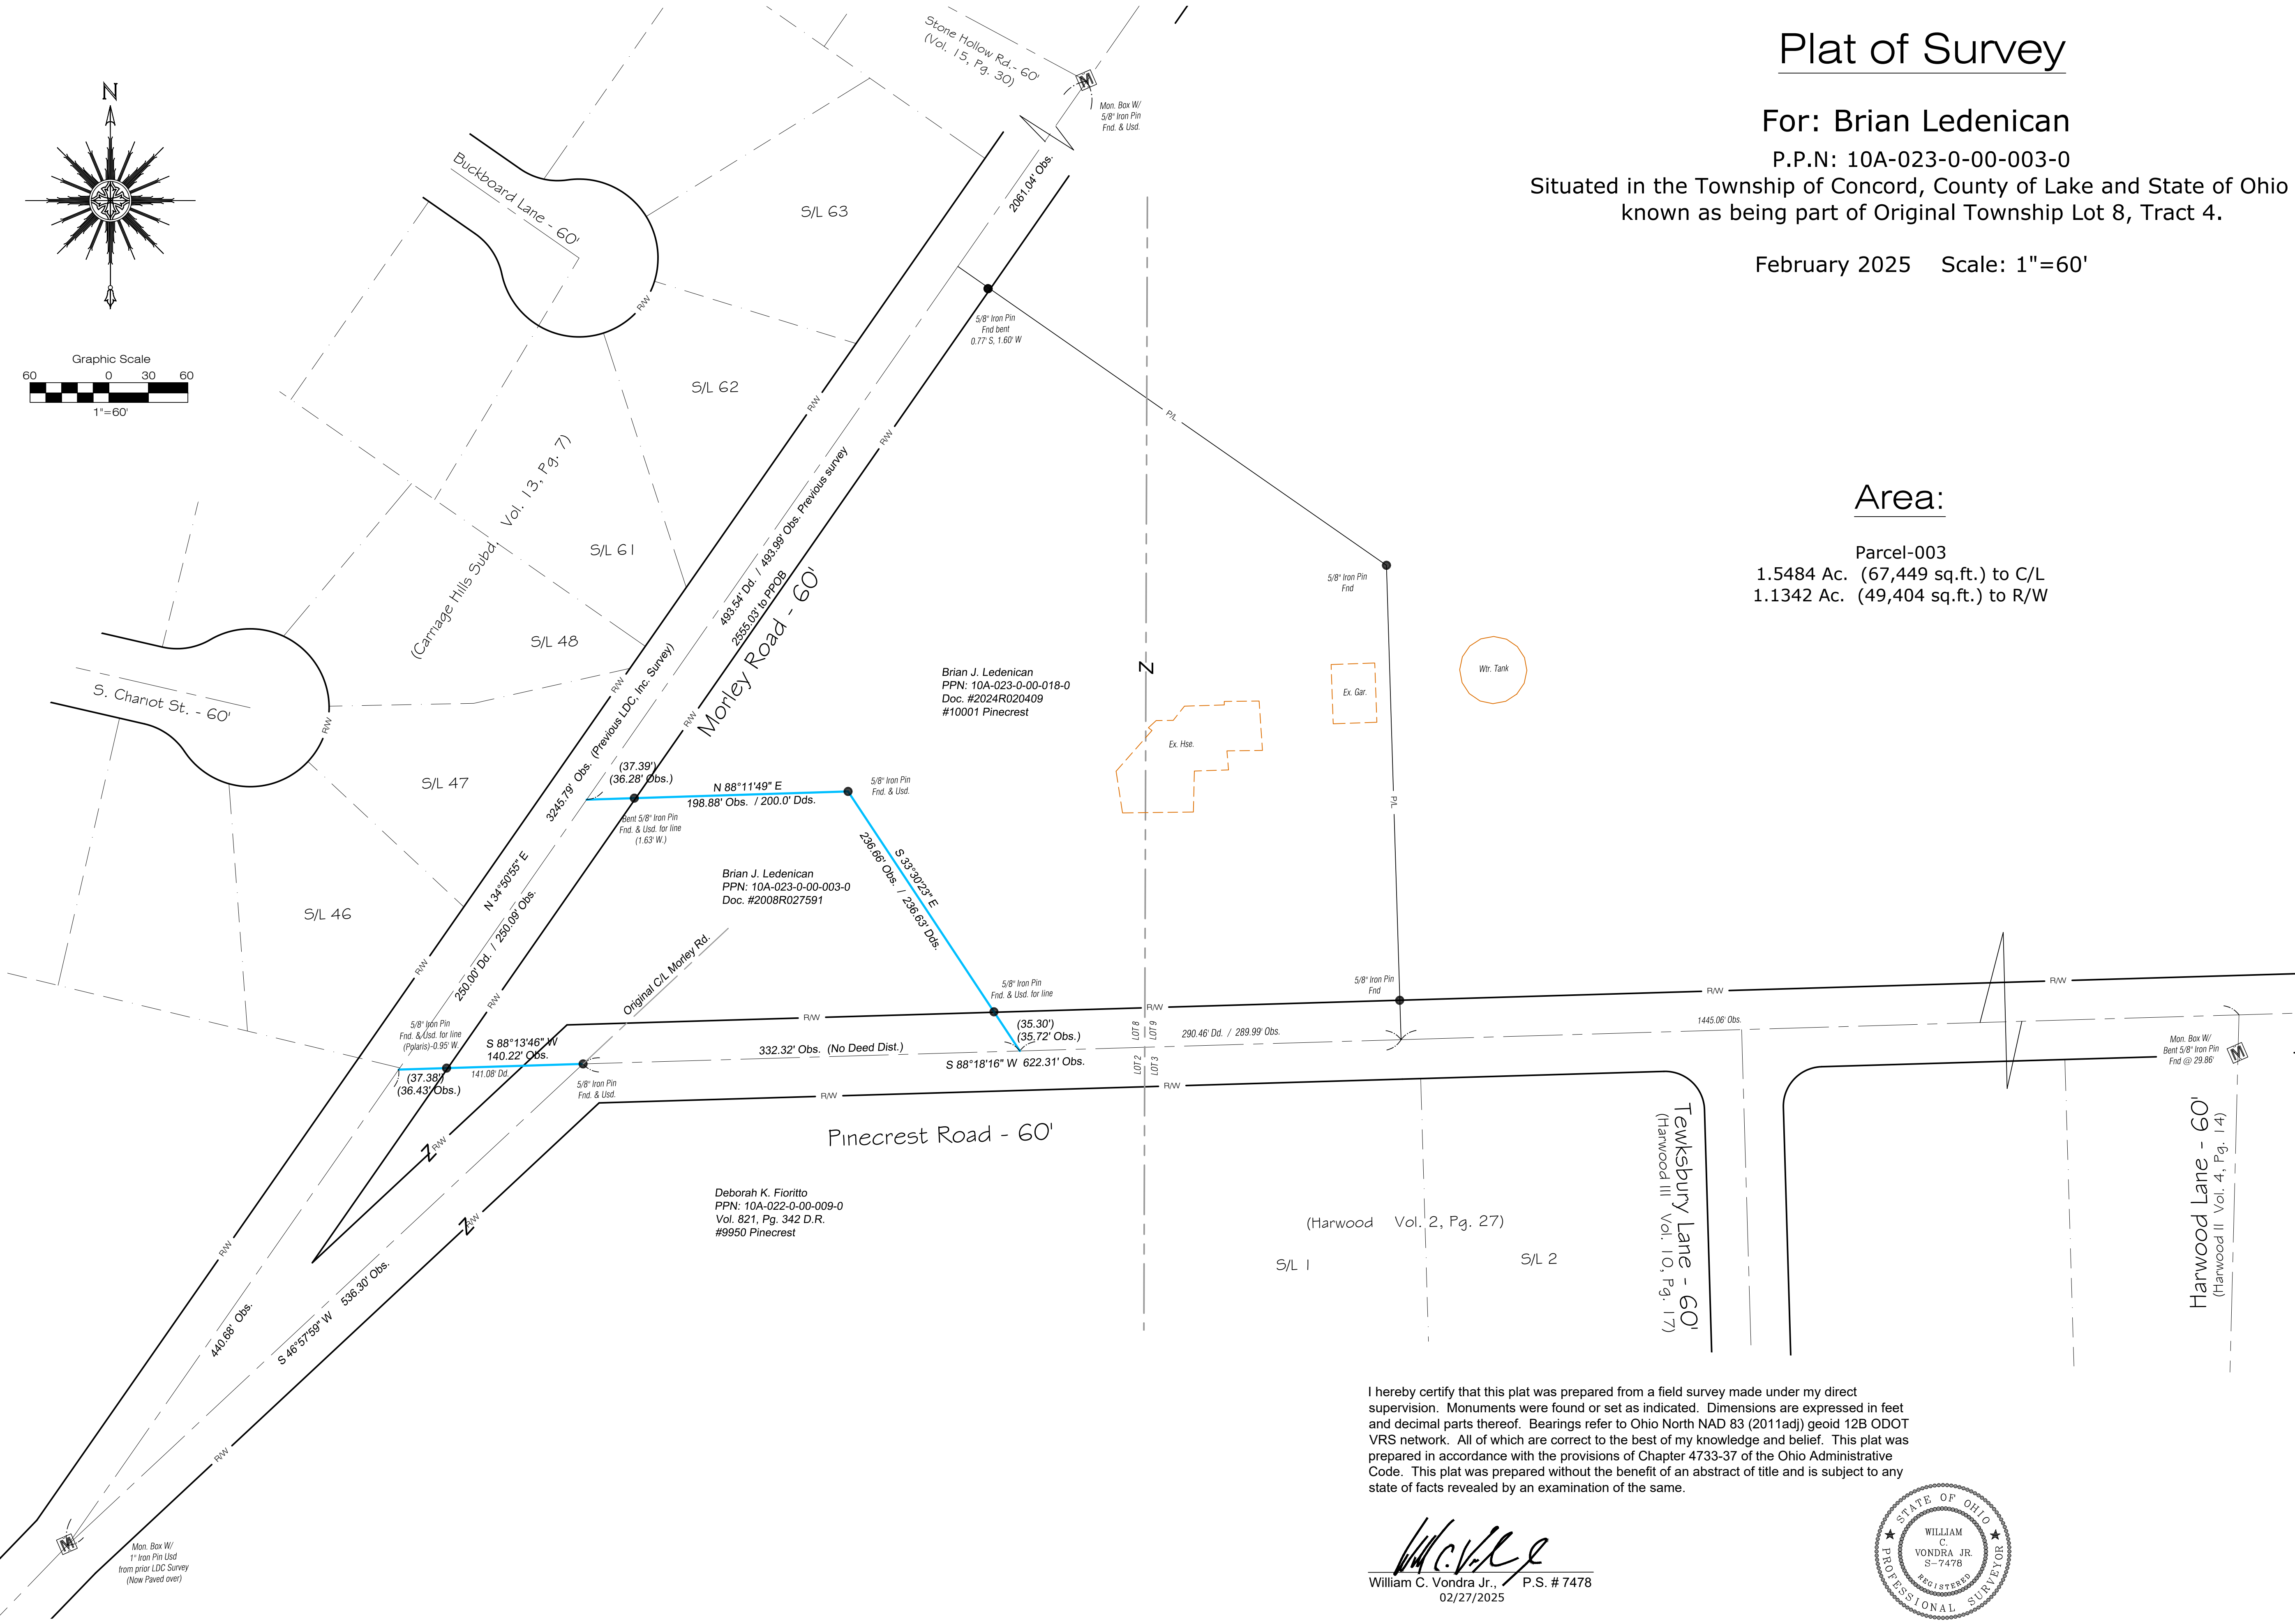 Plat of Survey
For: Brian Ledenican
P.P.N: 10A-023-0-00-003-0
Situated in the Township of Concord, County of Lake and State of Ohio
known as being part of Original Township Lot 8, Tract 4.
February 2025 Scale: 1"=60'
Area:
Parcel-003
1.5484 Ac. (67,449 sq.ft.) to C/L
1.1342 Ac. (49,404 sq.ft.) to R/W
N
Graphic Scale
60 0 30 60
1"=60'
Stone Hollow Rd.- 60'
(Vol. 15, Pg. 30)
M
Mon. Box W/
5/8" Iron Pin
Fnd. & Usd.
Buckboard Lane - 60'
R/W
S/L 63
2061.04' Obs.
5/8" Iron Pin
Fnd bent
0.77' S, 1.60' W
S/L 62
R/W
R/W
P/L
(Carriage Hills Subd. Vol. 13, Pg. 7)
S/L 61
493.54' Dd. / 493.99' Obs. Previous survey
2555.03' to PPOB
Morley Road - 60'
5/8" Iron Pin
Fnd
S/L 48
S. Chariot St. - 60'
R/W
R/W
R/W
3245.79' Obs. (Previous LDC, Inc. Survey)
Brian J. Ledenican
PPN: 10A-023-0-00-018-0
Doc. #2024R020409
#10001 Pinecrest
Z
Ex. Gar.
Wtr. Tank
Ex. Hse.
P/L
S/L 47
(37.39')
(36.28' Obs.)
N 88°11'49" E
198.88' Obs. / 200.0' Dds.
5/8" Iron Pin
Fnd. & Usd.
Bent 5/8" Iron Pin
Fnd. & Usd. for line
(1.63' W.)
S 33°30'23" E
236.66' Obs. / 236.63' Dds.
Brian J. Ledenican
PPN: 10A-023-0-00-003-0
Doc. #2008R027591
S/L 46
N 34°50'55" E
250.00' Dd. / 250.09' Obs.
R/W
R/W
Original C/L Morley Rd.
5/8" Iron Pin
Fnd. & Usd. for line
5/8" Iron Pin
Fnd
R/W
R/W
R/W
R/W
5/8" Iron Pin
Fnd. & Usd. for line
(Polaris)-0.95' W.
S 88°13'46" W
140.22' Obs.
141.08' Dd.
(37.38')
(36.43' Obs.)
5/8" Iron Pin
Fnd. & Usd.
332.32' Obs. (No Deed Dist.)
(35.30')
(35.72' Obs.)
S 88°18'16" W 622.31' Obs.
LOT 8
LOT 9
LOT 2
LOT 3
290.46' Dd. / 289.99' Obs.
1445.06' Obs.
Mon. Box W/
Bent 5/8" Iron Pin
Fnd @ 29.86'
M
R/W
R/W
Pinecrest Road - 60'
Z
R/W
Z
R/W
Deborah K. Fioritto
PPN: 10A-022-0-00-009-0
Vol. 821, Pg. 342 D.R.
#9950 Pinecrest
(Harwood Vol. 2, Pg. 27)
S/L 1
S/L 2
Tewksbury Lane - 60'
(Harwood III Vol. 10, Pg. 17)
Harwood Lane - 60'
(Harwood II Vol. 4, Pg. 14)
R/W
440.68' Obs.
S 46°57'59" W 536.30' Obs.
R/W
M
Mon. Box W/
1" Iron Pin Usd
from prior LDC Survey
(Now Paved over)
I hereby certify that this plat was prepared from a field survey made under my direct
supervision. Monuments were found or set as indicated. Dimensions are expressed in feet
and decimal parts thereof. Bearings refer to Ohio North NAD 83 (2011adj) geoid 12B ODOT
VRS network. All of which are correct to the best of my knowledge and belief. This plat was
prepared in accordance with the provisions of Chapter 4733-37 of the Ohio Administrative
Code. This plat was prepared without the benefit of an abstract of title and is subject to any
state of facts revealed by an examination of the same.
William C. Vondra Jr., P.S. # 7478
02/27/2025
STATE OF OHIO
WILLIAM
C.
VONDRA JR.
S-7478
REGISTERED
PROFESSIONAL SURVEYOR